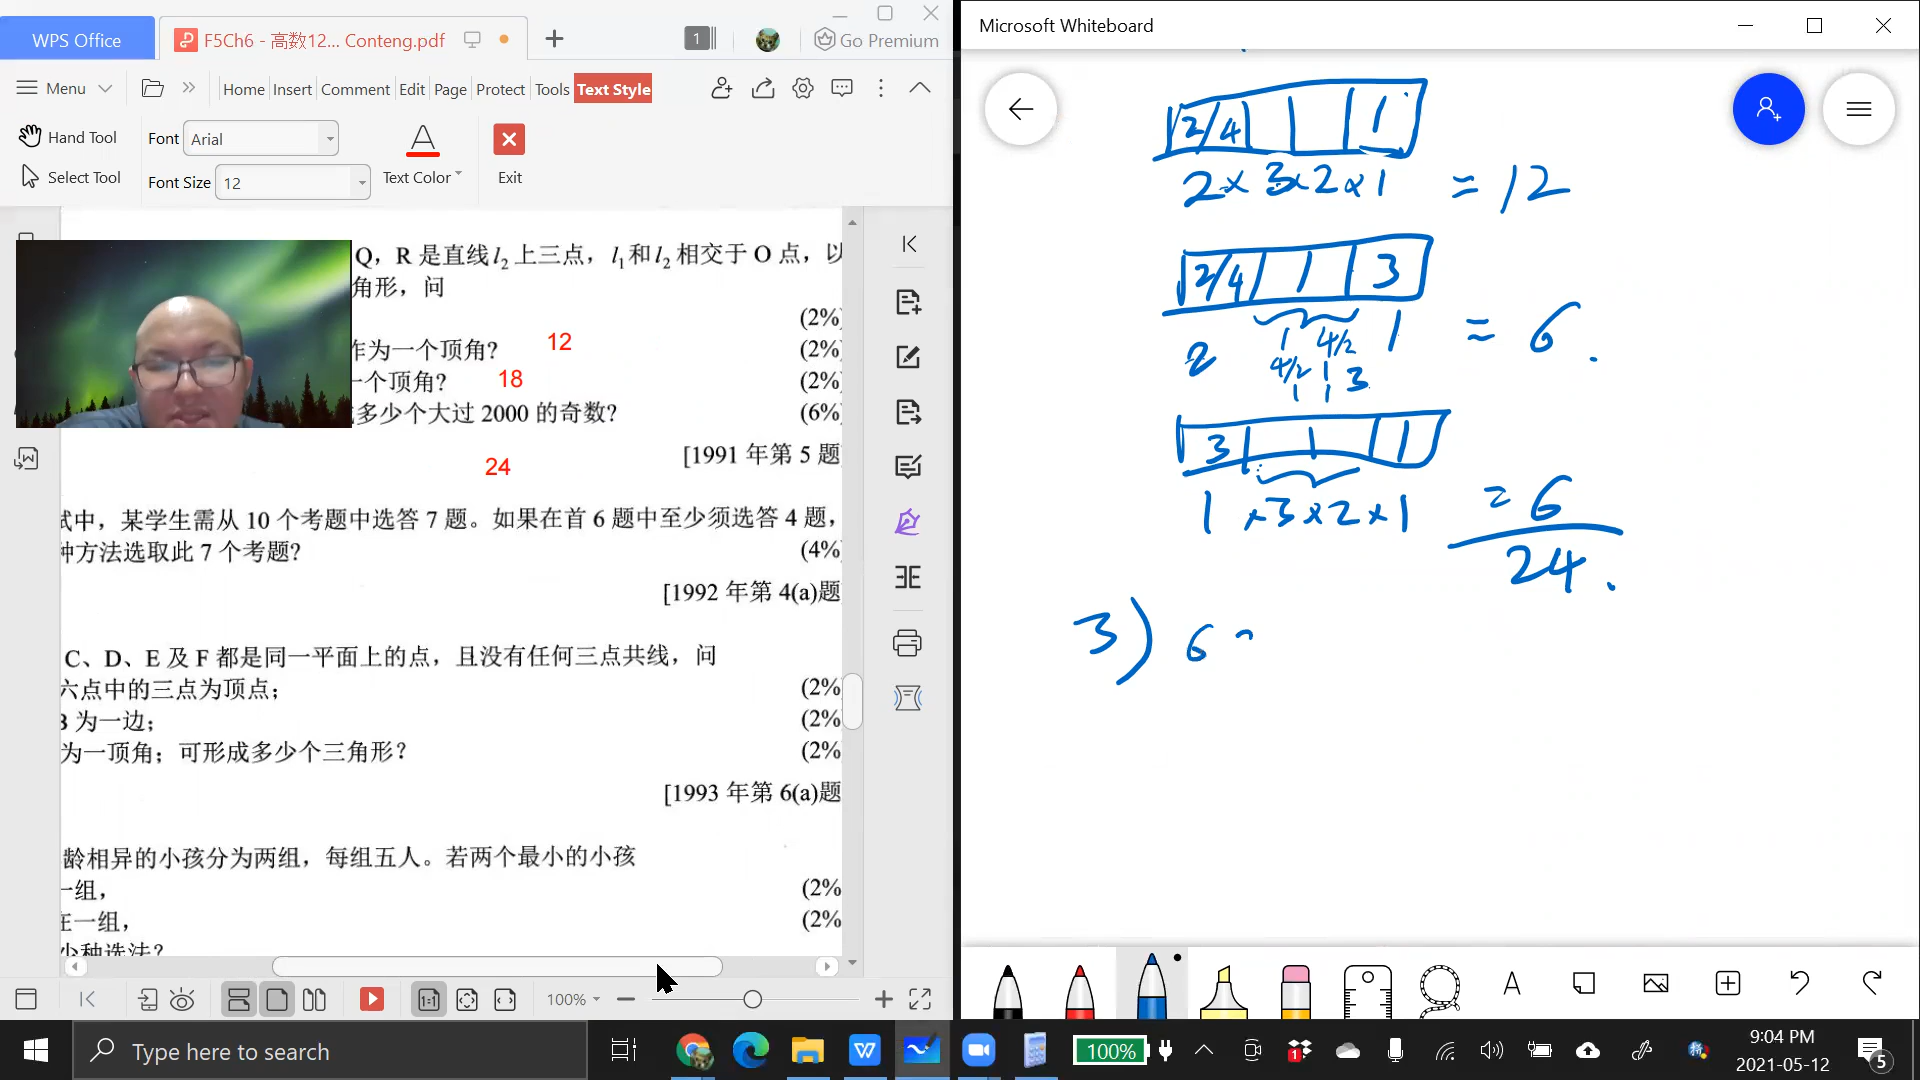 WPS Office
F5Ch6 - 高数12... Conteng.pdf
1
Go Premium
Menu
Home Insert Comment Edit Page Protect Tools Text Style
Hand Tool
Select Tool
Font Arial
Font Size 12
Text Color
Exit
Q，R 是直线 l₂ 上三点，l₁和 l₂ 相交于 O 点，以
角形，问
(2%)
作为一个顶角？ 12 (2%)
一个顶角？ 18 (2%)
多少个大过 2000 的奇数？ (6%)
[1991 年第 5 题
24
试中，某学生需从 10 个考题中选答 7 题。如果在首 6 题中至少须选答 4 题，
种方法选取此 7 个考题？ (4%)
[1992 年第 4(a)题
C、D、E 及 F 都是同一平面上的点，且没有任何三点共线，问
六点中的三点为顶点； (2%
B 为一边； (2%
为一顶角；可形成多少个三角形？ (2%
[1993 年第 6(a)题
龄相异的小孩分为两组，每组五人。若两个最小的小孩
一组， (2%
在一组， (2%
少种选法？
100%
Microsoft Whiteboard
2/4 1
2×3×2×1 = 12
2/4 1 3
2 1 4/2 1 = 6.
4/2 1 3
1 1
3 1 1
1×3×2×1 = 6
24.
3) 6
Type here to search
100%
1
9:04 PM
2021-05-12
5